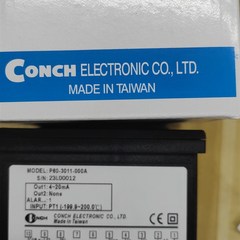 CONCH ELECTRONIC CO., LTD.
MADE IN TAIWAN
MODEL: P80-3011-000A
S/N: Z3L00012
Out1: 4~20mA
Out2: None
ALAR: -
INPUT: PT1 (-199.9~200.0℃)
CONCH ELECTRONIC CO., LTD.
MADE IN TAIWAN